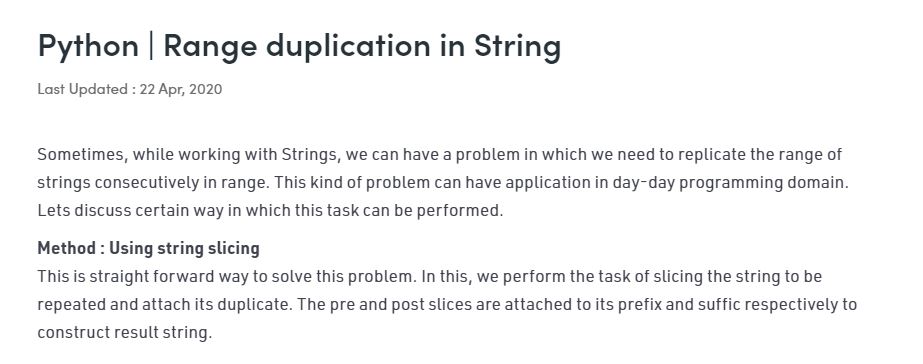 Python | Range duplication in String
Last Updated : 22 Apr, 2020
Sometimes, while working with Strings, we can have a problem in which we need to replicate the range of
strings consecutively in range. This kind of problem can have application in day-day programming domain.
Lets discuss certain way in which this task can be performed.
Method : Using string slicing
This is straight forward way to solve this problem. In this, we perform the task of slicing the string to be
repeated and attach its duplicate. The pre and post slices are attached to its prefix and suffic respectively to
construct result string.